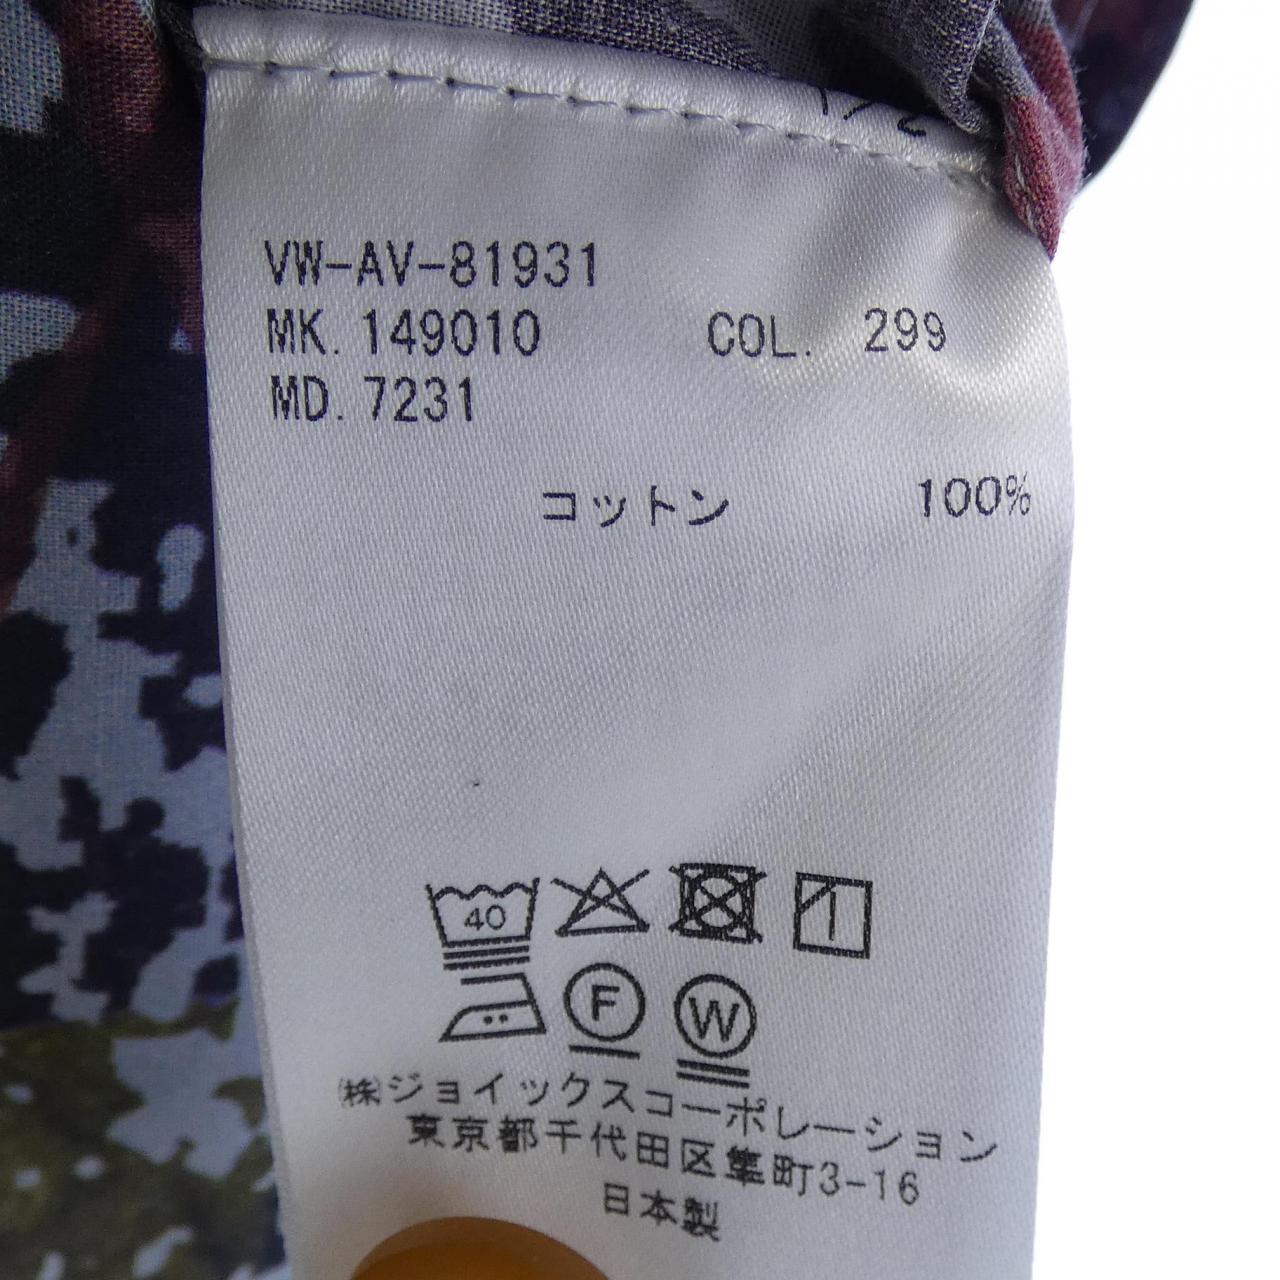 1/2
VW-AV-81931
MK. 149010 COL. 299
MD. 7231
コットン 100%
40
F W
㈱ジョイックスコーポレーション
東京都千代田区隼町3-16
日本製